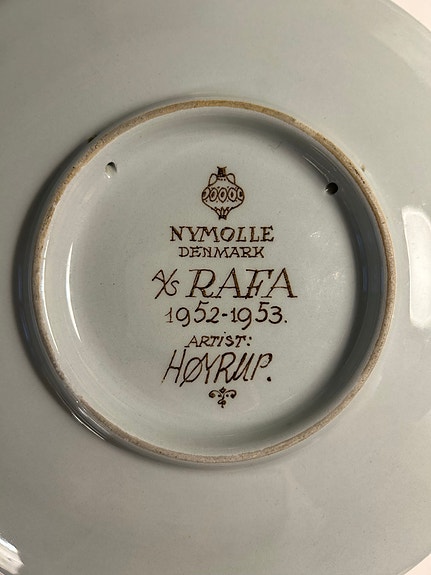 NYMOLLE
DENMARK
A/S RAFA
1952-1953.
ARTIST:
HØYRUP.